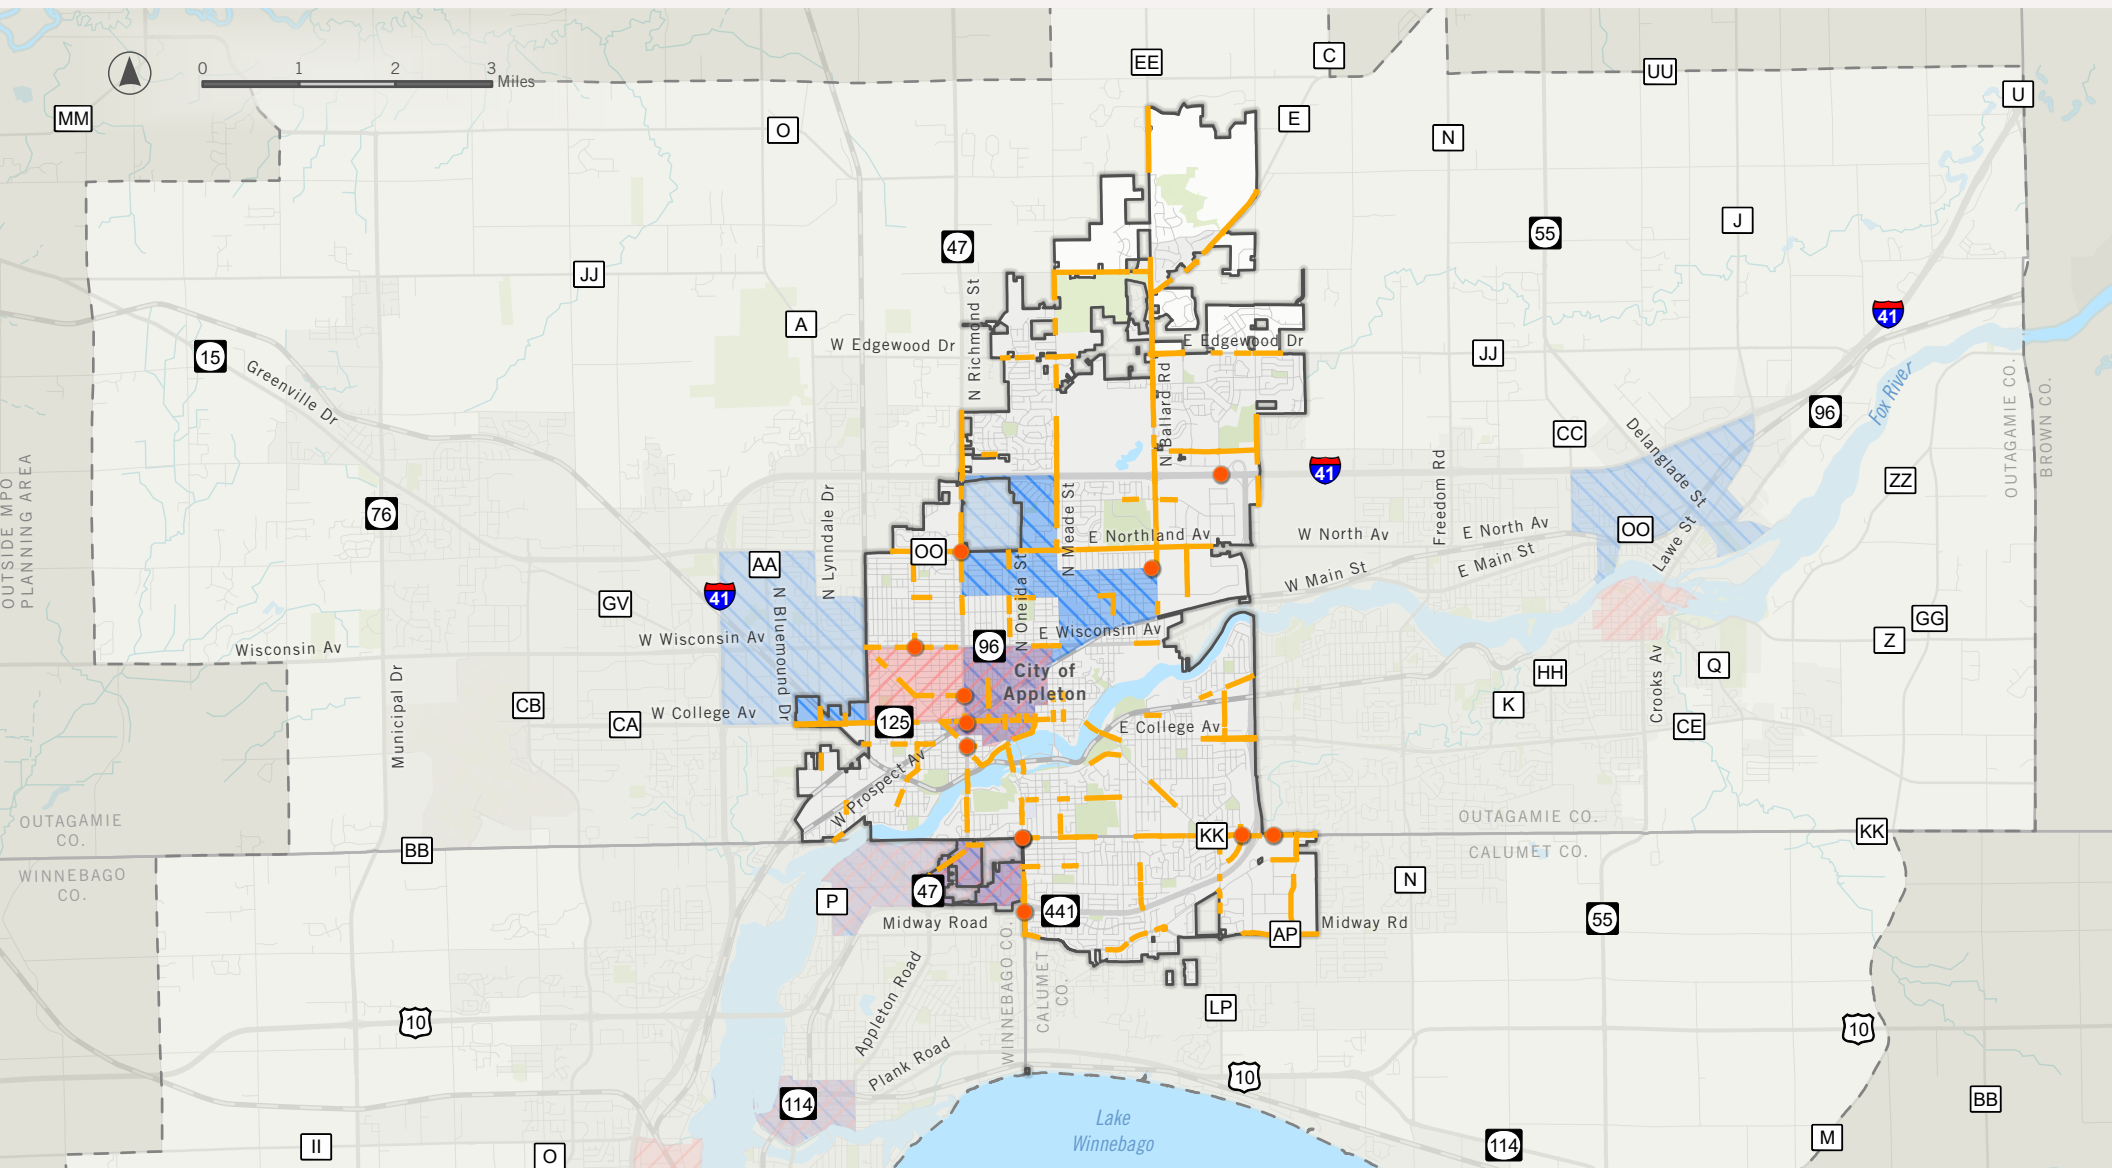 0 1 2 3
Miles
EE
C
UU
U
MM
O
E
N
J
47
55
JJ
A
41
15
N Richmond St
W Edgewood Dr
E Edgewood Dr
JJ
Greenville Dr
N Ballard Rd
Fox River
OUTAGAMIE CO.
BROWN CO.
96
CC
Delanglade St
41
Freedom Rd
ZZ
OUTSIDE MPO
PLANNING AREA
76
N Lynndale Dr
N Meade St
E Northland Av
W North Av
E North Av
OO
OO
Lawe St
AA
N Oneida St
E Main St
W Main St
41
GV
N Bluemound Dr
W Wisconsin Av
E Wisconsin Av
GG
Z
Wisconsin Av
96
City of
Appleton
Q
HH
Municipal Dr
CB
K
Crooks Av
CA
W College Av
125
E College Av
CE
W Prospect Av
OUTAGAMIE
CO.
OUTAGAMIE CO.
KK
KK
BB
CALUMET CO.
WINNEBAGO
CO.
47
N
P
441
55
Midway Road
Midway Rd
AP
WINNEBAGO CO.
CALUMET
CO.
Appleton Road
LP
10
10
Plank Road
10
114
BB
Lake
Winnebago
II
O
114
M